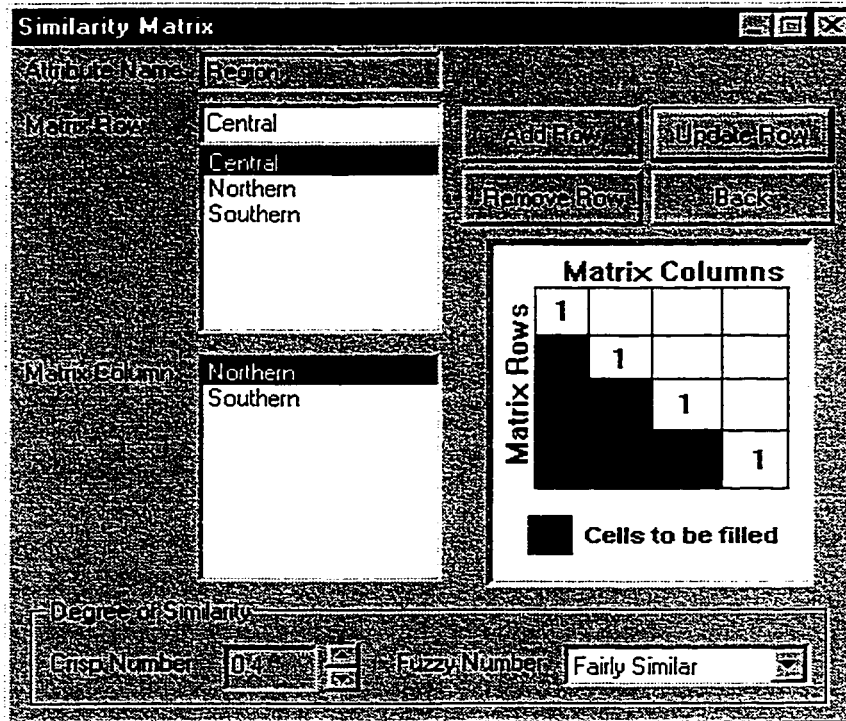 Similarity Matrix
Attribute Name
Region
Matrix Row
Central
Central
Northern
Southern
Add Row
Update Row
Remove Row
Back
Matrix Columns
Matrix Rows
1
1
1
1
Cells to be filled
Matrix Column
Northern
Southern
Degree of Similarity
Crisp Number
Fuzzy Number
Fairly Similar